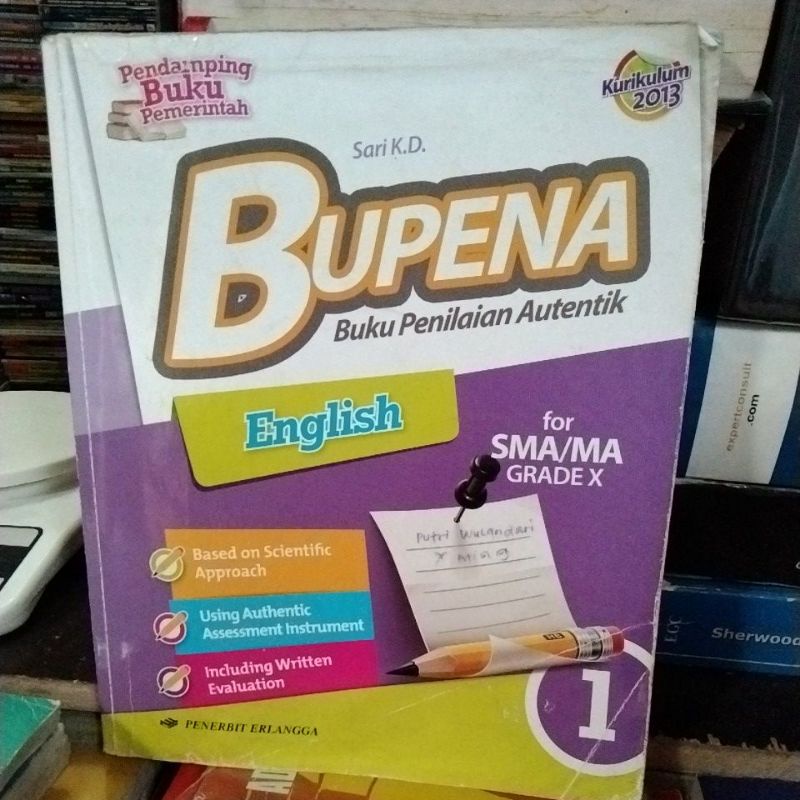 Pendamping
Buku
Pemerintah
Kurikulum
2013
Sari K.D.
BUPENA
Buku Penilaian Autentik
English
for
SMA/MA
GRADE X
Putri Wulandari
Based on Scientific
Approach
Using Authentic
Assessment Instrument
Including Written
Evaluation
PENERBIT ERLANGGA
1
expertconsult
.com
EGC
Sherwood